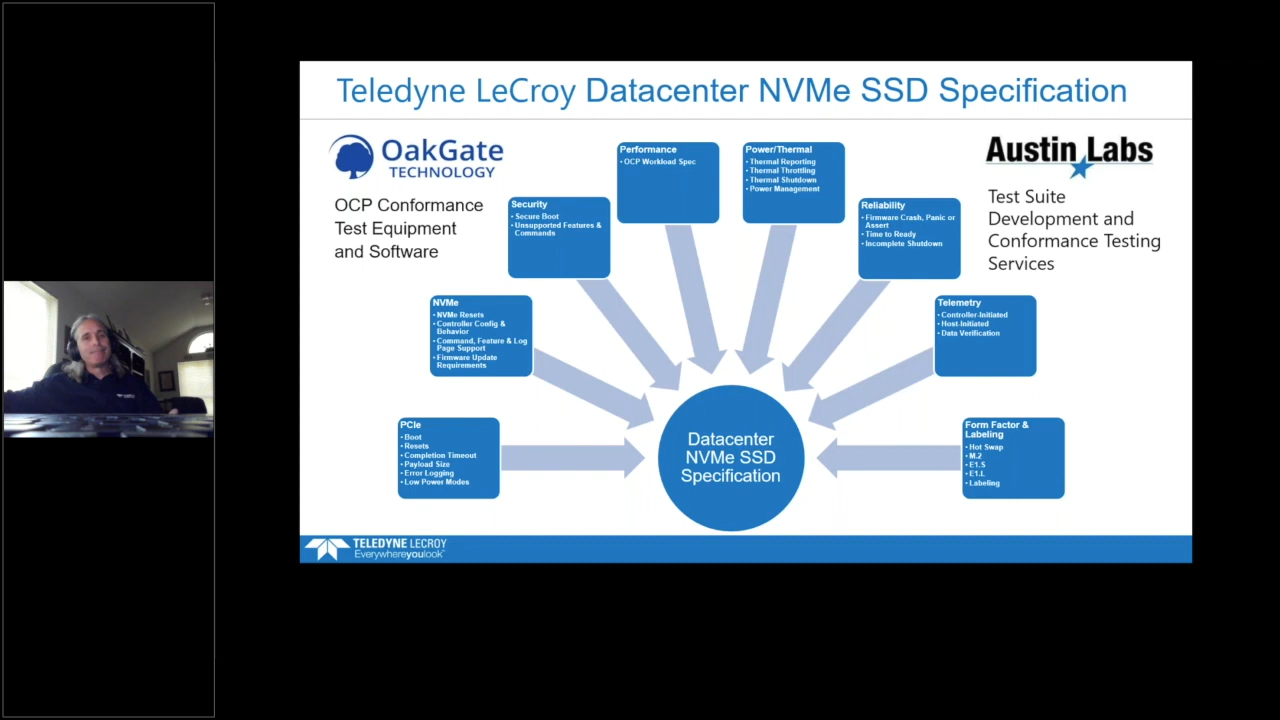 Teledyne LeCroy Datacenter NVMe SSD Specification
OakGate
TECHNOLOGY
OCP Conformance
Test Equipment
and Software
Austin Labs
Test Suite
Development and
Conformance Testing
Services
PCIe
• Boot
• Resets
• Completion Timeout
• Payload Size
• Error Logging
• Low Power Modes
NVMe
• NVMe Resets
• Controller Config &
Behavior
• Command, Feature & Log
Page Support
• Firmware Update
Requirements
Security
• Secure Boot
• Unsupported Features &
Commands
Performance
• OCP Workload Spec
Power/Thermal
• Thermal Reporting
• Thermal Throttling
• Thermal Shutdown
• Power Management
Reliability
• Firmware Crash, Panic or
Assert
• Time to Ready
• Incomplete Shutdown
Telemetry
• Controller-Initiated
• Host-Initiated
• Data Verification
Form Factor &
Labeling
• Hot Swap
• M.2
• E1.S
• E1.L
• Labeling
Datacenter
NVMe SSD
Specification
TELEDYNE LECROY
Everywhereyoulook™